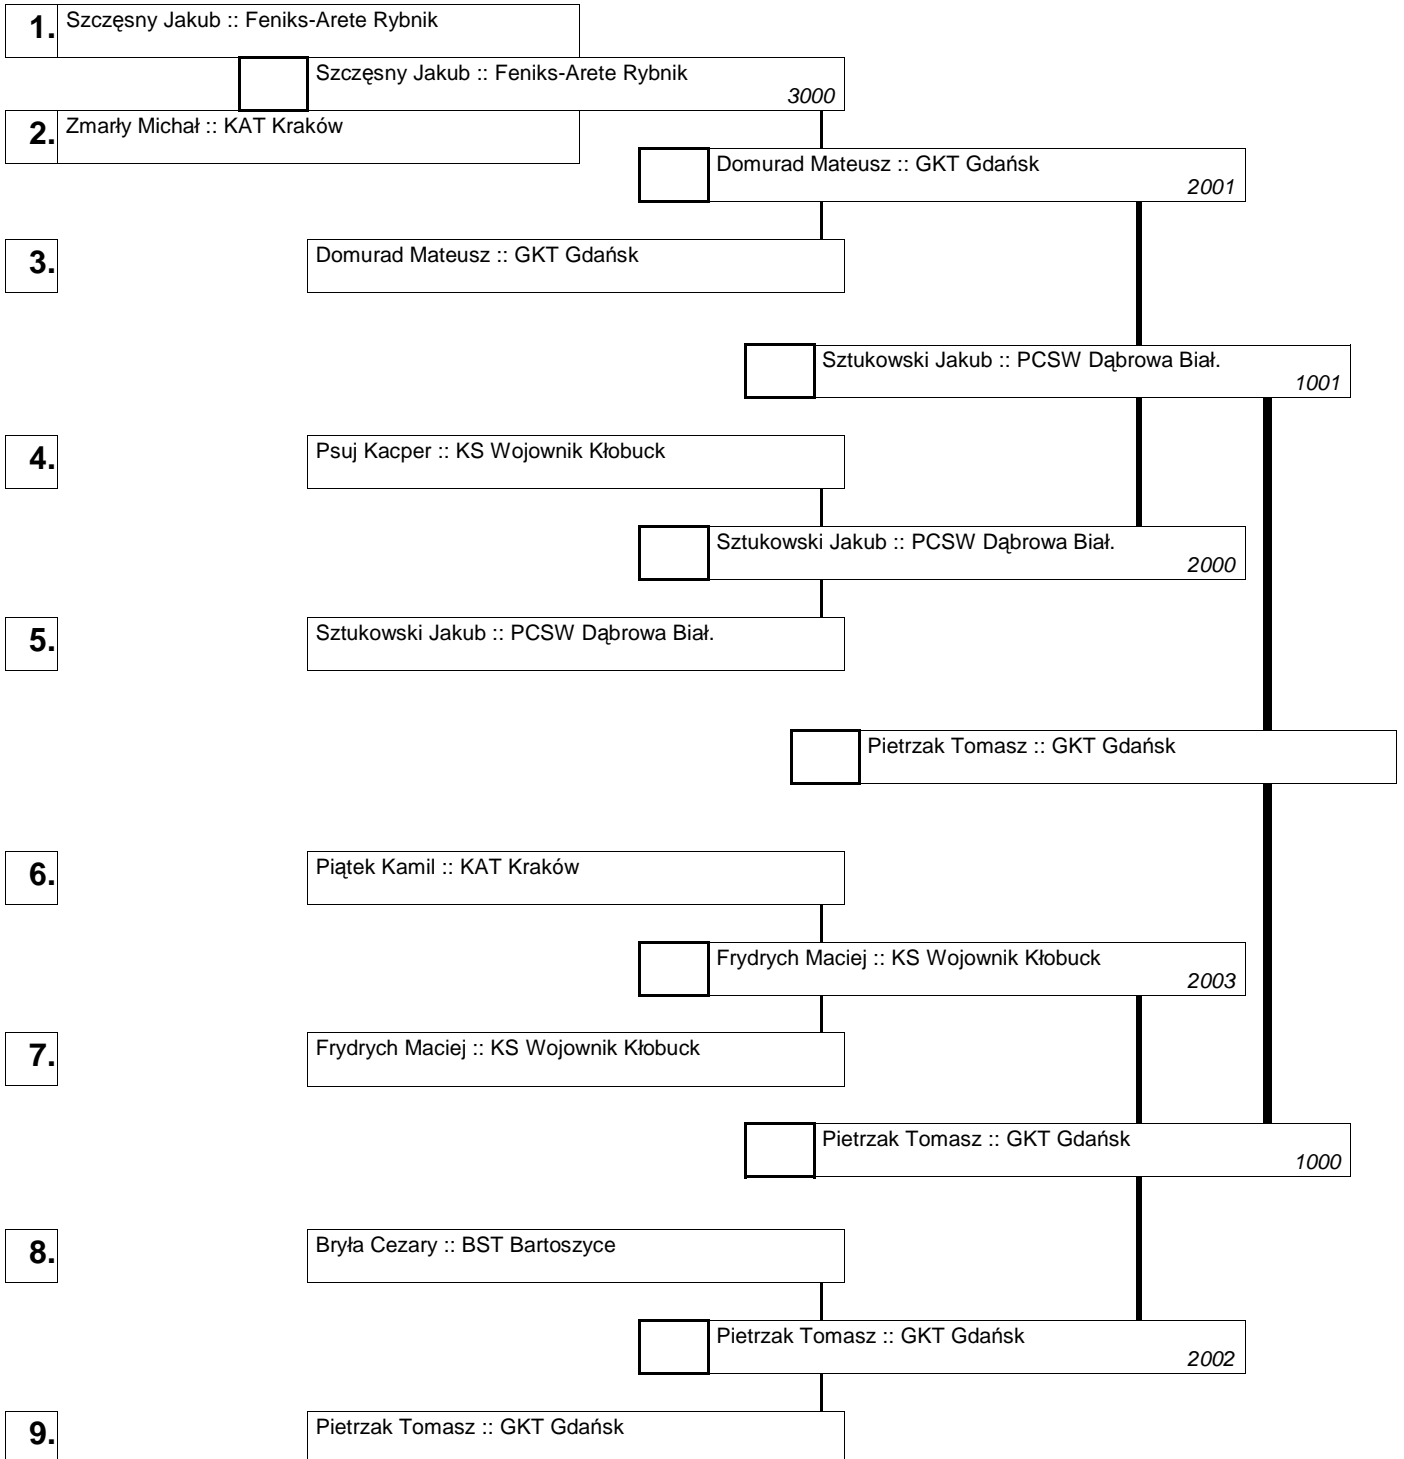 1. Szczęsny Jakub :: Feniks-Arete Rybnik
Szczęsny Jakub :: Feniks-Arete Rybnik
3000
2. Zmarły Michał :: KAT Kraków
Domurad Mateusz :: GKT Gdańsk
2001
3. Domurad Mateusz :: GKT Gdańsk
Sztukowski Jakub :: PCSW Dąbrowa Biał.
1001
4. Psuj Kacper :: KS Wojownik Kłobuck
Sztukowski Jakub :: PCSW Dąbrowa Biał.
2000
5. Sztukowski Jakub :: PCSW Dąbrowa Biał.
Pietrzak Tomasz :: GKT Gdańsk
6. Piątek Kamil :: KAT Kraków
Frydrych Maciej :: KS Wojownik Kłobuck
2003
7. Frydrych Maciej :: KS Wojownik Kłobuck
Pietrzak Tomasz :: GKT Gdańsk
1000
8. Bryła Cezary :: BST Bartoszyce
Pietrzak Tomasz :: GKT Gdańsk
2002
9. Pietrzak Tomasz :: GKT Gdańsk